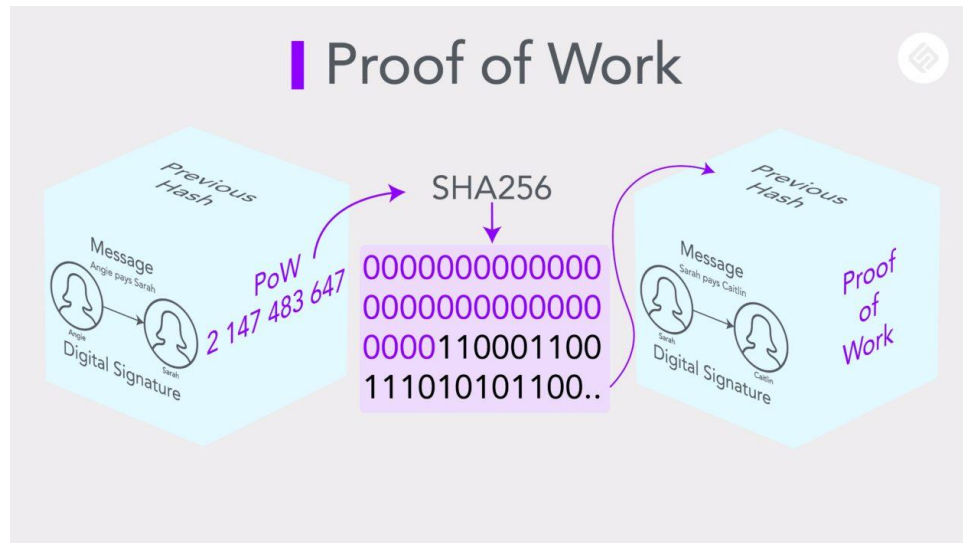 Proof of Work
Previous
Hash
Message
Angie pays Sarah
Angie
Sarah
Digital Signature
PoW
2 147 483 647
SHA256
0000000000000
0000000000000
0000110001100
111010101100..
Previous
Hash
Message
Sarah pays Caitlin
Sarah
Caitlin
Digital Signature
Proof
of
Work